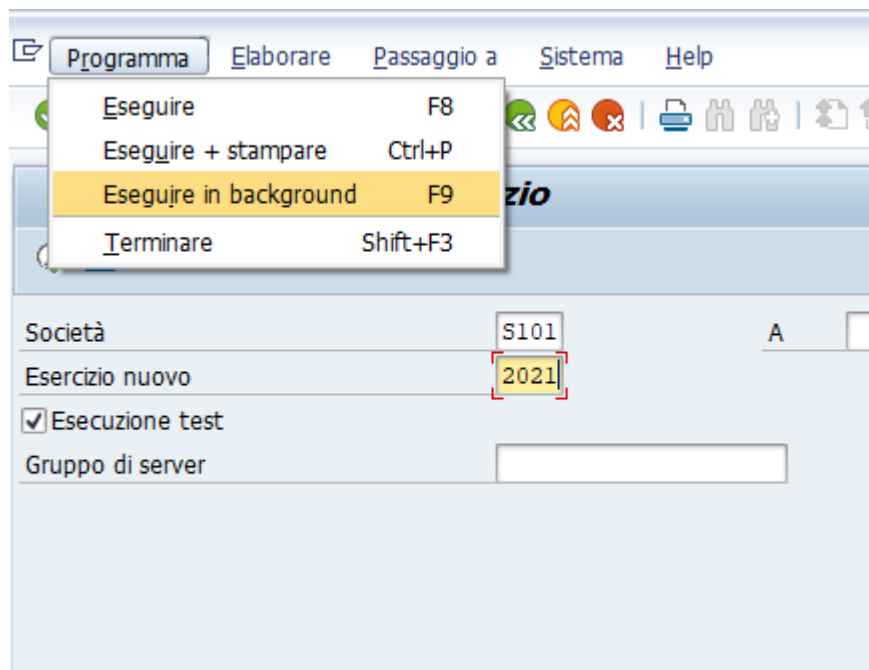 Programma Elaborare Passaggio a Sistema Help
Eseguire F8
Eseguire + stampare Ctrl+P
Eseguire in background F9
zio
Terminare Shift+F3
Società S101 A
Esercizio nuovo 2021
Esecuzione test
Gruppo di server